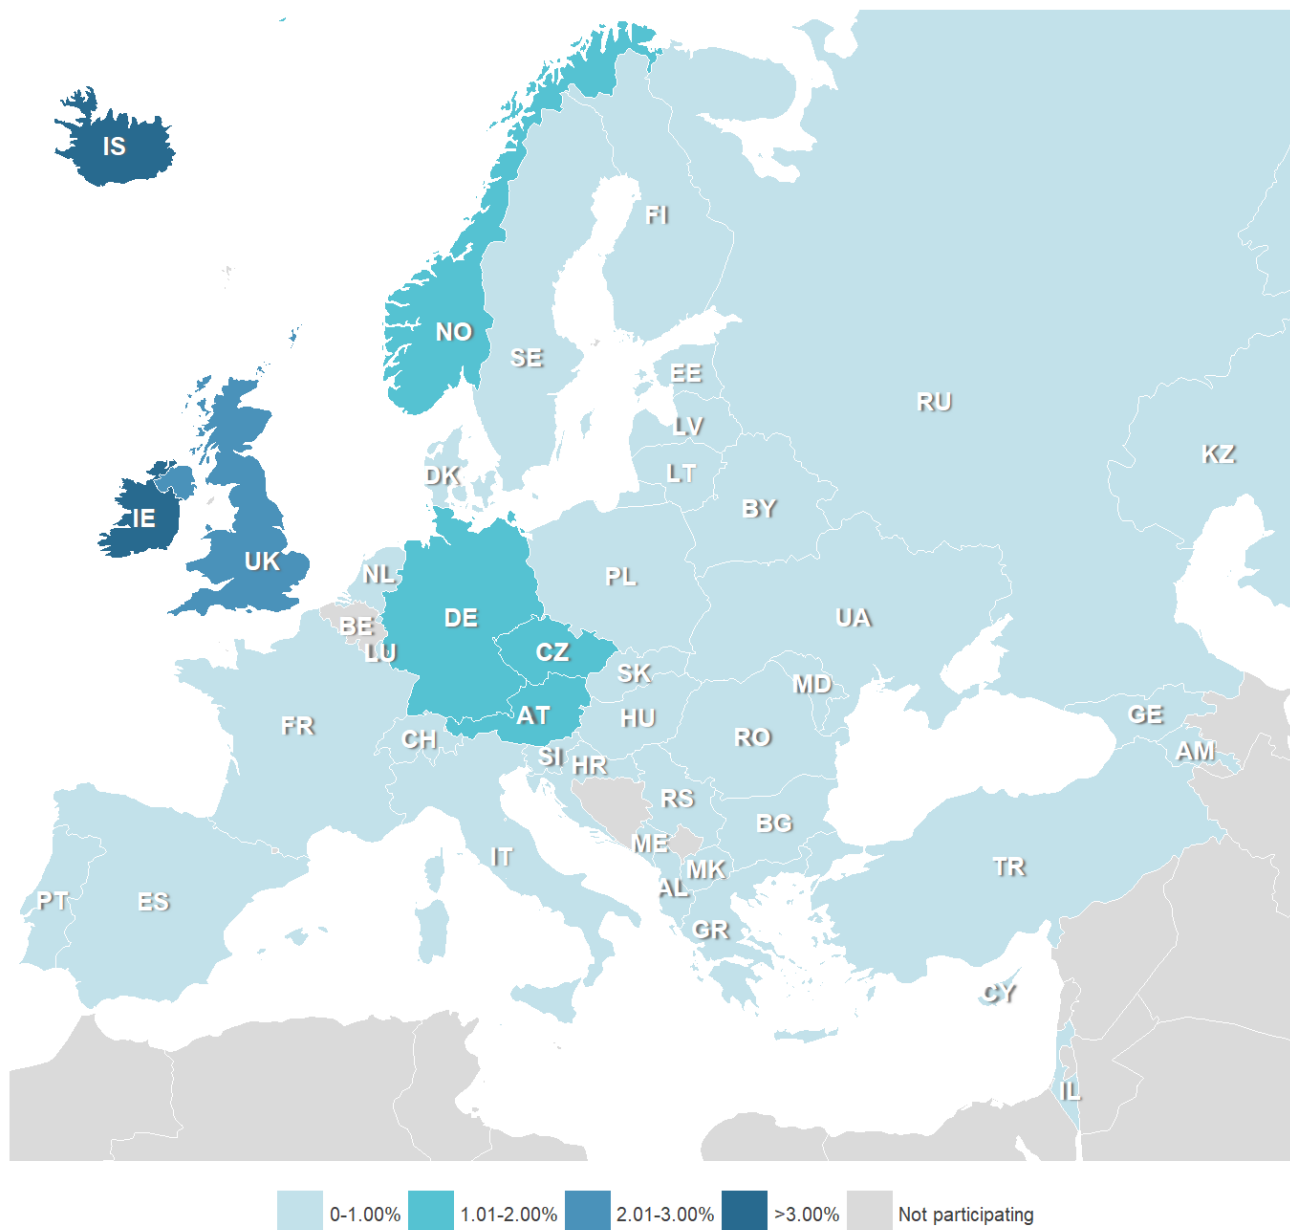 IS
FI
NO
SE
EE
RU
LV
KZ
LT
DK
BY
IE
UK
NL
PL
DE
UA
BE
CZ
LU
SK
MD
AT
HU
GE
FR
CH
RO
AM
SI
HR
RS
BG
ME
IT
MK
TR
AL
PT
ES
GR
CY
IL
0-1.00% 1.01-2.00% 2.01-3.00% >3.00% Not participating